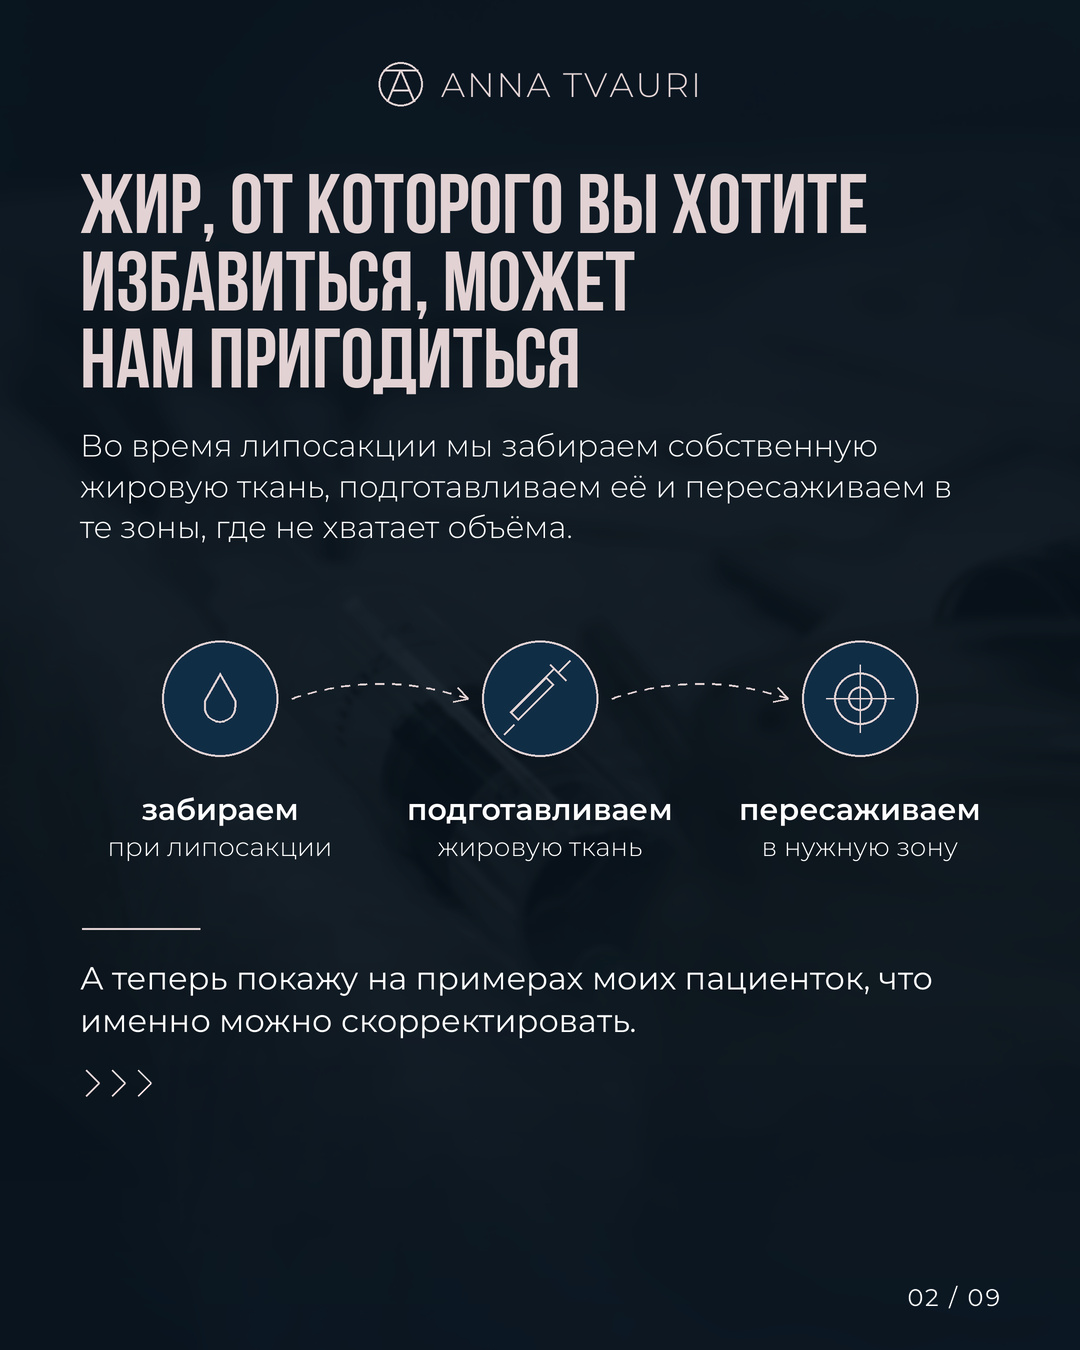 ANNA TVAURI
ЖИР, ОТ КОТОРОГО ВЫ ХОТИТЕ
ИЗБАВИТЬСЯ, МОЖЕТ
НАМ ПРИГОДИТЬСЯ
Во время липосакции мы забираем собственную
жировую ткань, подготавливаем её и пересаживаем в
те зоны, где не хватает объёма.
забираем
при липосакции
подготавливаем
жировую ткань
пересаживаем
в нужную зону
А теперь покажу на примерах моих пациенток, что
именно можно скорректировать.
02 / 09